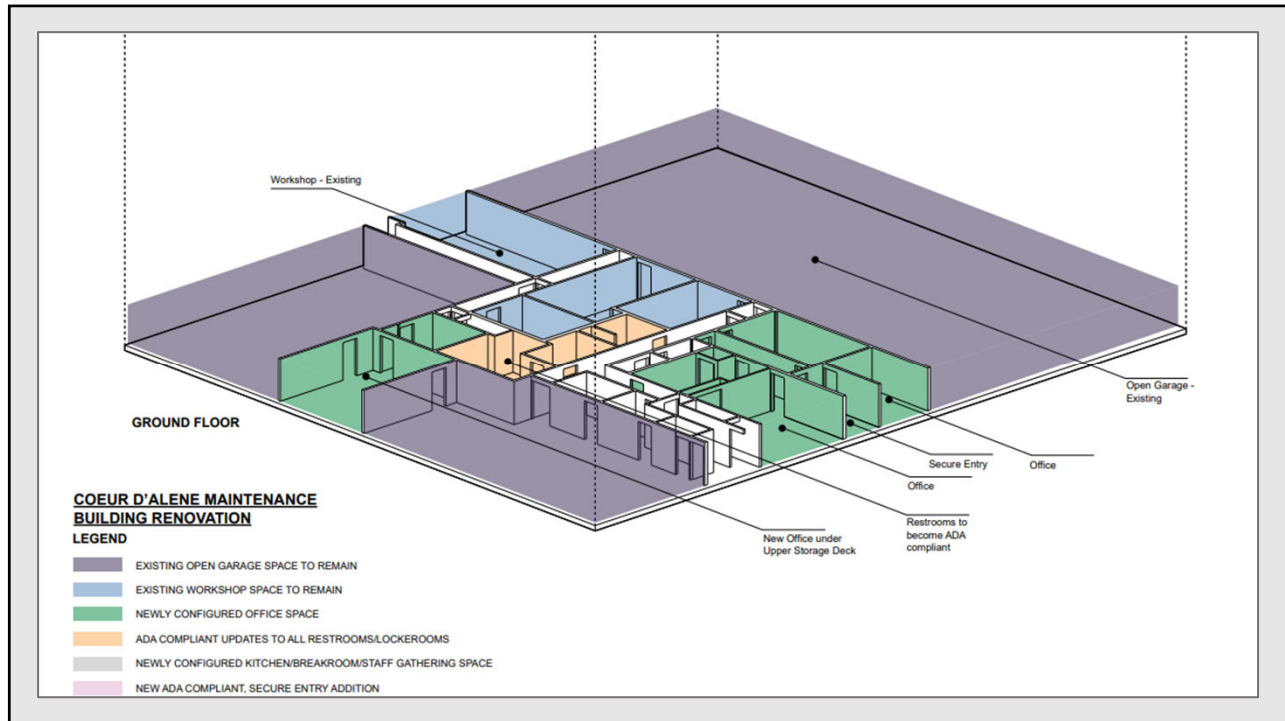 Workshop - Existing
Open Garage -
Existing
GROUND FLOOR
Secure Entry
Office
Office
Restrooms to
become ADA
compliant
New Office under
Upper Storage Deck
COEUR D'ALENE MAINTENANCE
BUILDING RENOVATION
LEGEND
EXISTING OPEN GARAGE SPACE TO REMAIN
EXISTING WORKSHOP SPACE TO REMAIN
NEWLY CONFIGURED OFFICE SPACE
ADA COMPLIANT UPDATES TO ALL RESTROOMS/LOCKEROOMS
NEWLY CONFIGURED KITCHEN/BREAKROOM/STAFF GATHERING SPACE
NEW ADA COMPLIANT, SECURE ENTRY ADDITION